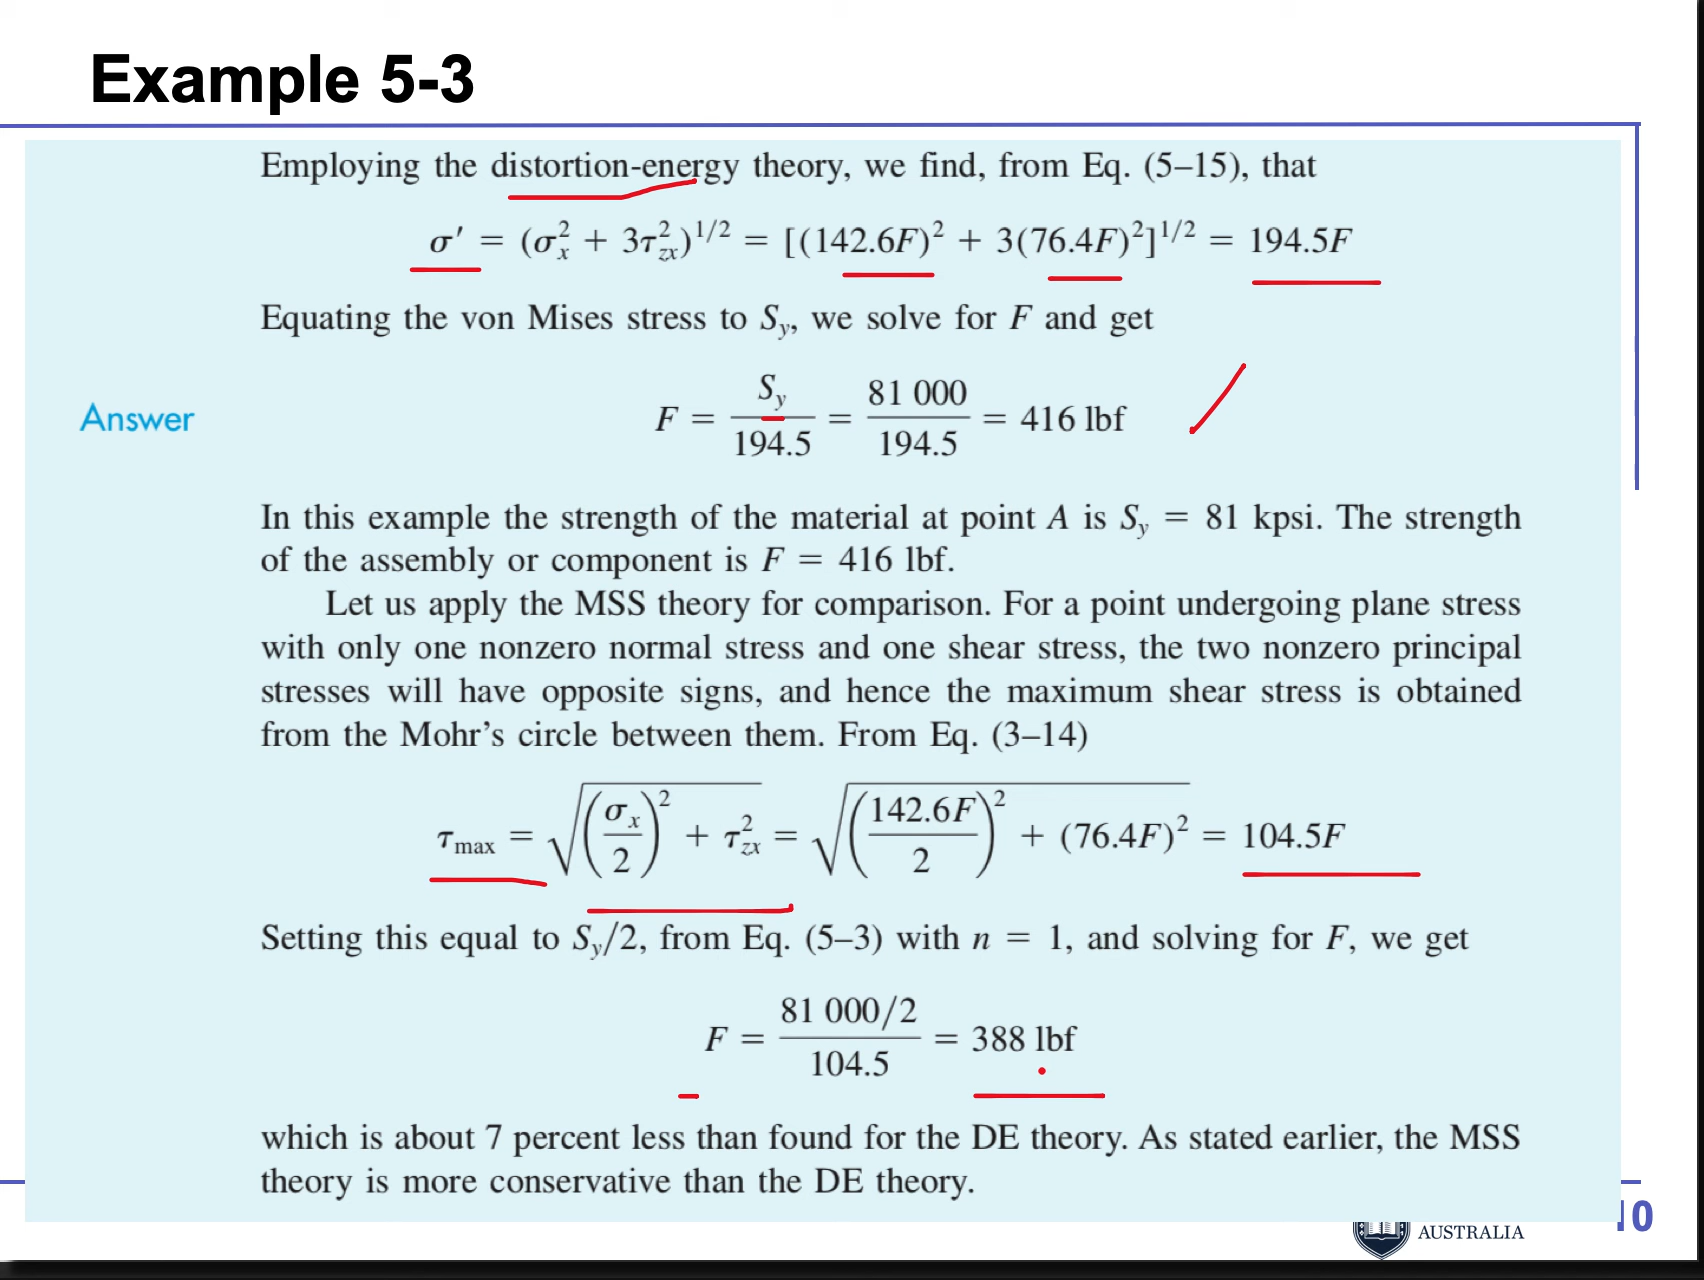 Example 5-3
Employing the distortion-energy theory, we find, from Eq. (5–15), that
σ′ = (σₓ² + 3τ_zx²)^1/2 = [(142.6F)² + 3(76.4F)²]^1/2 = 194.5F
Equating the von Mises stress to S_y, we solve for F and get
Answer
F = S_y/194.5 = 81 000/194.5 = 416 lbf
In this example the strength of the material at point A is S_y = 81 kpsi. The strength
of the assembly or component is F = 416 lbf.
Let us apply the MSS theory for comparison. For a point undergoing plane stress
with only one nonzero normal stress and one shear stress, the two nonzero principal
stresses will have opposite signs, and hence the maximum shear stress is obtained
from the Mohr’s circle between them. From Eq. (3–14)
τ_max = √((σₓ/2)² + τ_zx²) = √((142.6F/2)² + (76.4F)²) = 104.5F
Setting this equal to S_y/2, from Eq. (5–3) with n = 1, and solving for F, we get
F = 81 000/2/104.5 = 388 lbf
which is about 7 percent less than found for the DE theory. As stated earlier, the MSS
theory is more conservative than the DE theory.
AUSTRALIA
10